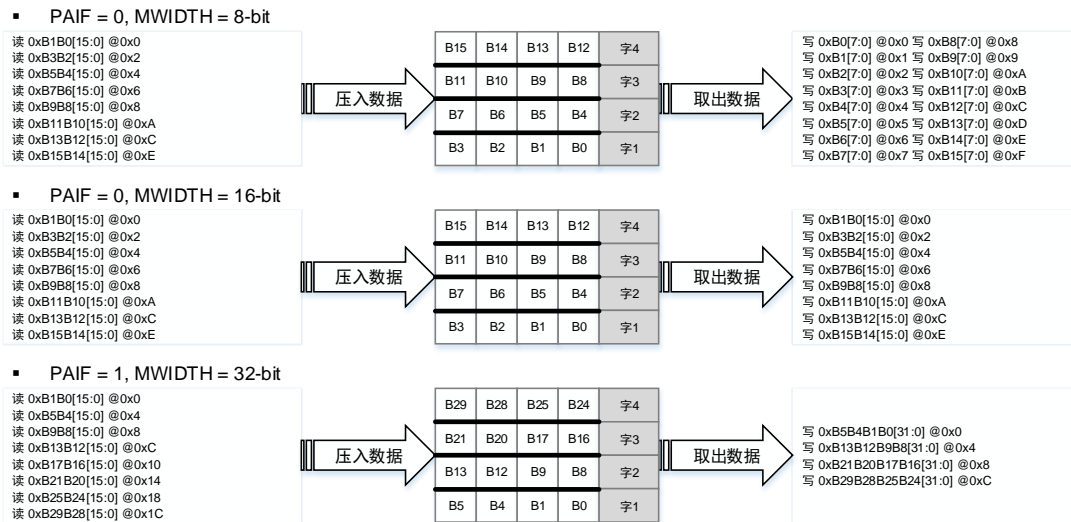 ▪ PAIF = 0, MWIDTH = 8-bit
读 0xB1B0[15:0] @0x0
读 0xB3B2[15:0] @0x2
读 0xB5B4[15:0] @0x4
读 0xB7B6[15:0] @0x6
读 0xB9B8[15:0] @0x8
读 0xB11B10[15:0] @0xA
读 0xB13B12[15:0] @0xC
读 0xB15B14[15:0] @0xE
压入数据
B15 B14 B13 B12 字4
B11 B10 B9 B8 字3
B7 B6 B5 B4 字2
B3 B2 B1 B0 字1
取出数据
写 0xB0[7:0] @0x0 写 0xB8[7:0] @0x8
写 0xB1[7:0] @0x1 写 0xB9[7:0] @0x9
写 0xB2[7:0] @0x2 写 0xB10[7:0] @0xA
写 0xB3[7:0] @0x3 写 0xB11[7:0] @0xB
写 0xB4[7:0] @0x4 写 0xB12[7:0] @0xC
写 0xB5[7:0] @0x5 写 0xB13[7:0] @0xD
写 0xB6[7:0] @0x6 写 0xB14[7:0] @0xE
写 0xB7[7:0] @0x7 写 0xB15[7:0] @0xF
▪ PAIF = 0, MWIDTH = 16-bit
读 0xB1B0[15:0] @0x0
读 0xB3B2[15:0] @0x2
读 0xB5B4[15:0] @0x4
读 0xB7B6[15:0] @0x6
读 0xB9B8[15:0] @0x8
读 0xB11B10[15:0] @0xA
读 0xB13B12[15:0] @0xC
读 0xB15B14[15:0] @0xE
压入数据
B15 B14 B13 B12 字4
B11 B10 B9 B8 字3
B7 B6 B5 B4 字2
B3 B2 B1 B0 字1
取出数据
写 0xB1B0[15:0] @0x0
写 0xB3B2[15:0] @0x2
写 0xB5B4[15:0] @0x4
写 0xB7B6[15:0] @0x6
写 0xB9B8[15:0] @0x8
写 0xB11B10[15:0] @0xA
写 0xB13B12[15:0] @0xC
写 0xB15B14[15:0] @0xE
▪ PAIF = 1, MWIDTH = 32-bit
读 0xB1B0[15:0] @0x0
读 0xB5B4[15:0] @0x4
读 0xB9B8[15:0] @0x8
读 0xB13B12[15:0] @0xC
读 0xB17B16[15:0] @0x10
读 0xB21B20[15:0] @0x14
读 0xB25B24[15:0] @0x18
读 0xB29B28[15:0] @0x1C
压入数据
B29 B28 B25 B24 字4
B21 B20 B17 B16 字3
B13 B12 B9 B8 字2
B5 B4 B1 B0 字1
取出数据
写 0xB5B4B1B0[31:0] @0x0
写 0xB13B12B9B8[31:0] @0x4
写 0xB21B20B17B16[31:0] @0x8
写 0xB29B28B25B24[31:0] @0xC